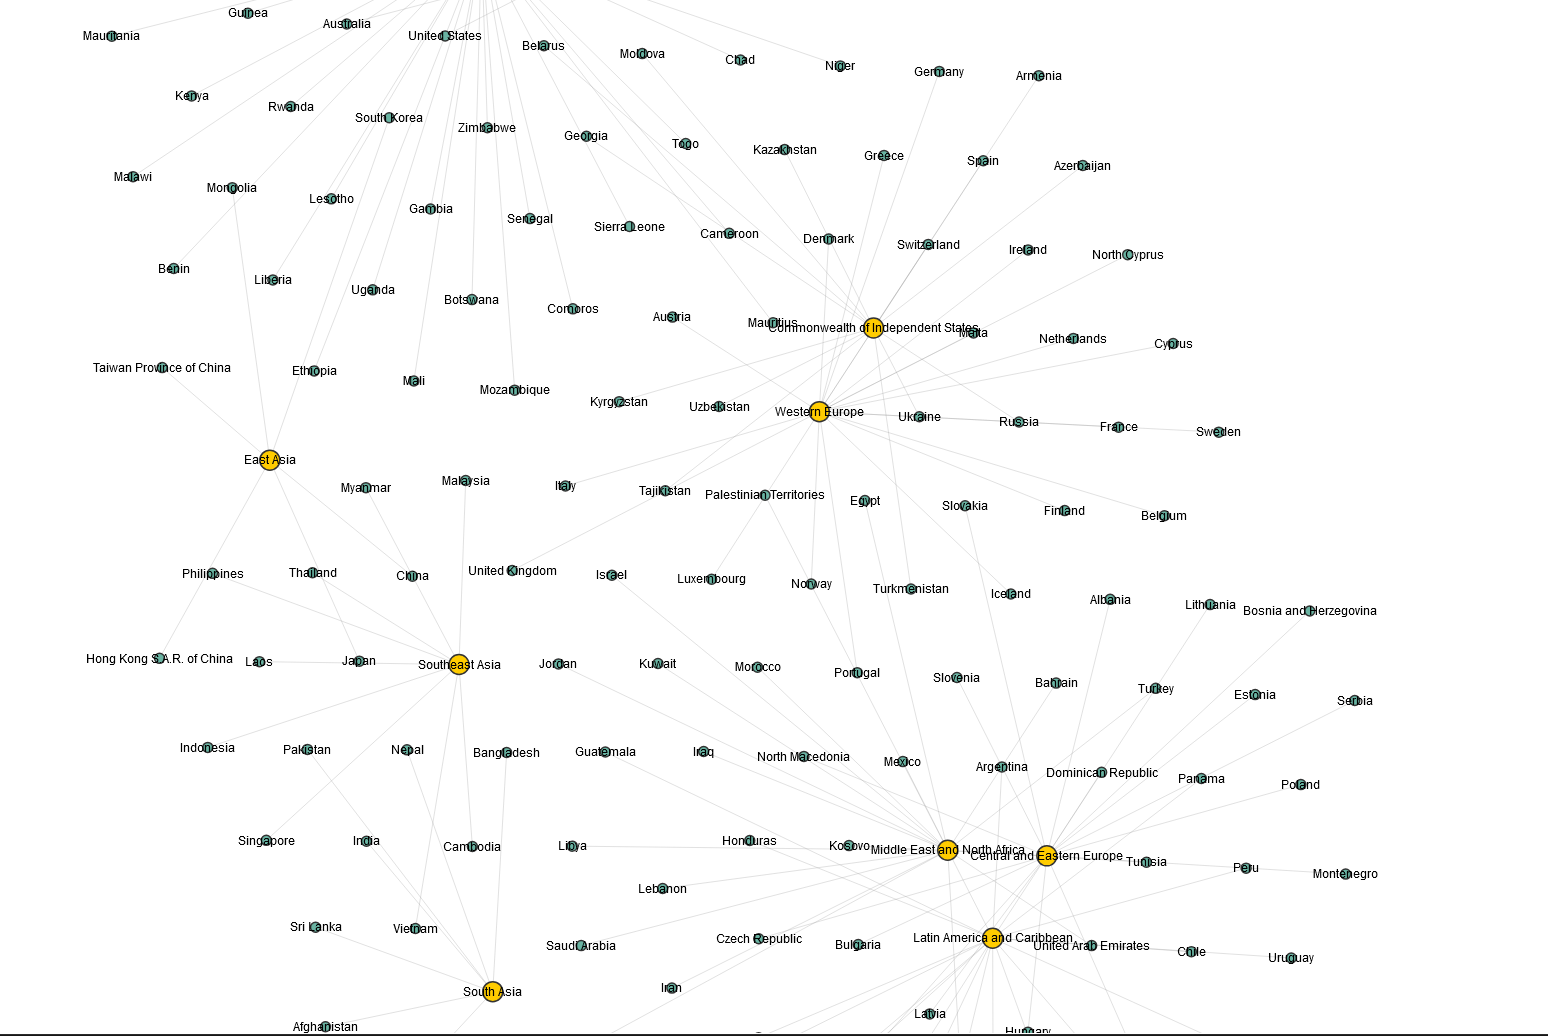 Guinea
Mauritania
Australia
United States
Belarus
Moldova
Chad
Niger
Germany
Armenia
Kenya
Rwanda
South Korea
Zimbabwe
Georgia
Togo
Kazakhstan
Greece
Spain
Azerbaijan
Malawi
Mongolia
Lesotho
Gambia
Senegal
Sierra Leone
Cameroon
Denmark
Switzerland
Ireland
North Cyprus
Benin
Liberia
Uganda
Botswana
Comoros
Austria
Mauritius
Commonwealth of Independent States
Malta
Netherlands
Cyprus
Taiwan Province of China
Ethiopia
Mali
Mozambique
Kyrgyzstan
Uzbekistan
Western Europe
Ukraine
Russia
France
Sweden
East Asia
Myanmar
Malaysia
Italy
Tajikistan
Palestinian Territories
Egypt
Slovakia
Finland
Belgium
Philippines
Thailand
China
United Kingdom
Israel
Luxembourg
Norway
Turkmenistan
Iceland
Albania
Lithuania
Bosnia and Herzegovina
Hong Kong S.A.R. of China
Laos
Japan
Southeast Asia
Jordan
Kuwait
Morocco
Portugal
Slovenia
Bahrain
Turkey
Estonia
Serbia
Indonesia
Pakistan
Nepal
Bangladesh
Guatemala
Iraq
North Macedonia
Mexico
Argentina
Dominican Republic
Panama
Poland
Singapore
India
Cambodia
Libya
Honduras
Kosovo
Middle East and North Africa
Central and Eastern Europe
Tunisia
Peru
Montenegro
Lebanon
Sri Lanka
Vietnam
Saudi Arabia
Czech Republic
Bulgaria
Latin America and Caribbean
United Arab Emirates
Chile
Uruguay
South Asia
Iran
Latvia
Afghanistan
Hungary